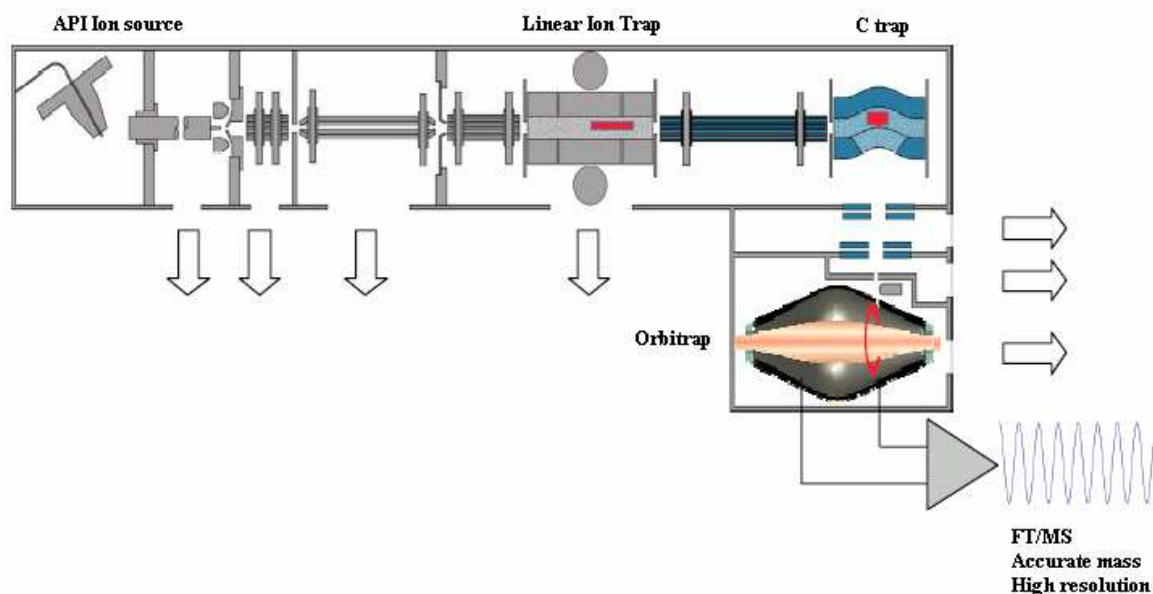 API Ion source
Linear Ion Trap
C trap
Orbitrap
FT/MS
Accurate mass
High resolution